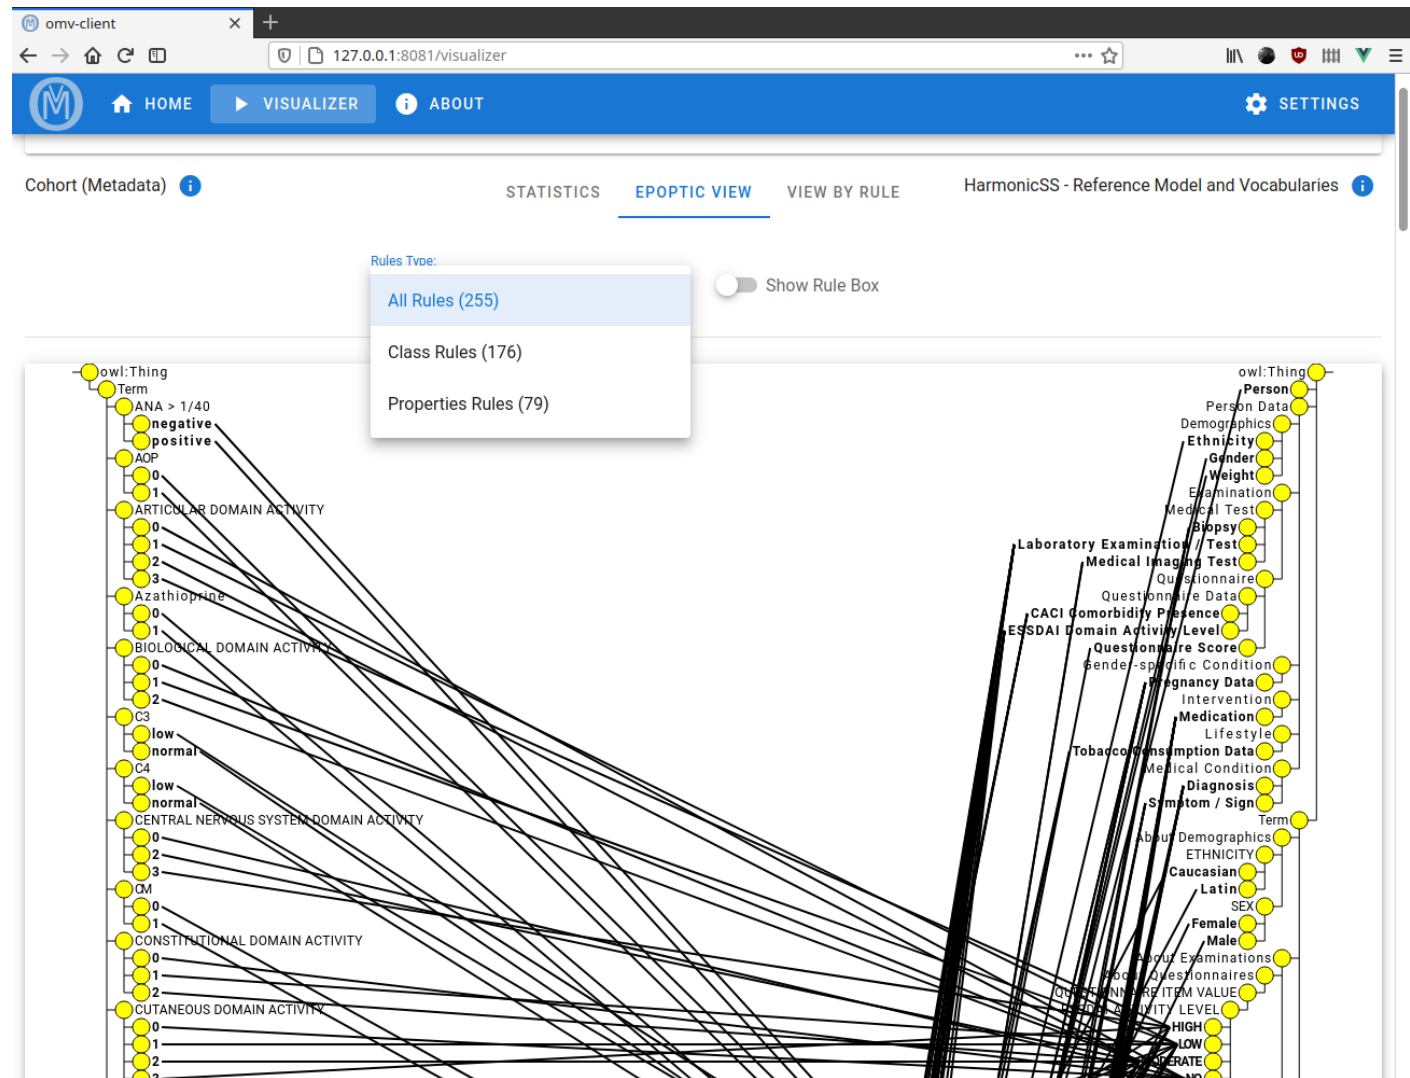 omv-client
127.0.0.1:8081/visualizer
HOME
VISUALIZER
ABOUT
SETTINGS
Cohort (Metadata)
STATISTICS
EPOPTIC VIEW
VIEW BY RULE
HarmonicSS - Reference Model and Vocabularies
Rules Type:
All Rules (255)
Class Rules (176)
Properties Rules (79)
Show Rule Box
owl:Thing
Term
ANA > 1/40
negative
positive
AOP
0
1
ARTICULAR DOMAIN ACTIVITY
0
1
2
3
Azathioprine
0
1
BIOLOGICAL DOMAIN ACTIVITY
0
1
2
C3
low
normal
C4
low
normal
CENTRAL NERVOUS SYSTEM DOMAIN ACTIVITY
0
2
3
CM
0
1
CONSTITUTIONAL DOMAIN ACTIVITY
0
1
2
CUTANEOUS DOMAIN ACTIVITY
0
1
2
owl:Thing
Person
Person Data
Demographics
Ethnicity
Gender
Weight
Examination
Medical Test
Biopsy
Laboratory Examination / Test
Medical Imaging Test
Questionnaire
Questionnaire Data
CACI Comorbidity Presence
ESSDAI Domain Activity Level
Questionnaire Score
Gender-specific Condition
Pregnancy Data
Intervention
Medication
Lifestyle
Tobacco Consumption Data
Medical Condition
Diagnosis
Symptom / Sign
Term
About Demographics
ETHNICITY
Caucasian
Latin
SEX
Female
Male
About Examinations
About Questionnaires
QUESTIONNAIRE ITEM VALUE
ESSDAI ACTIVITY LEVEL
HIGH
LOW